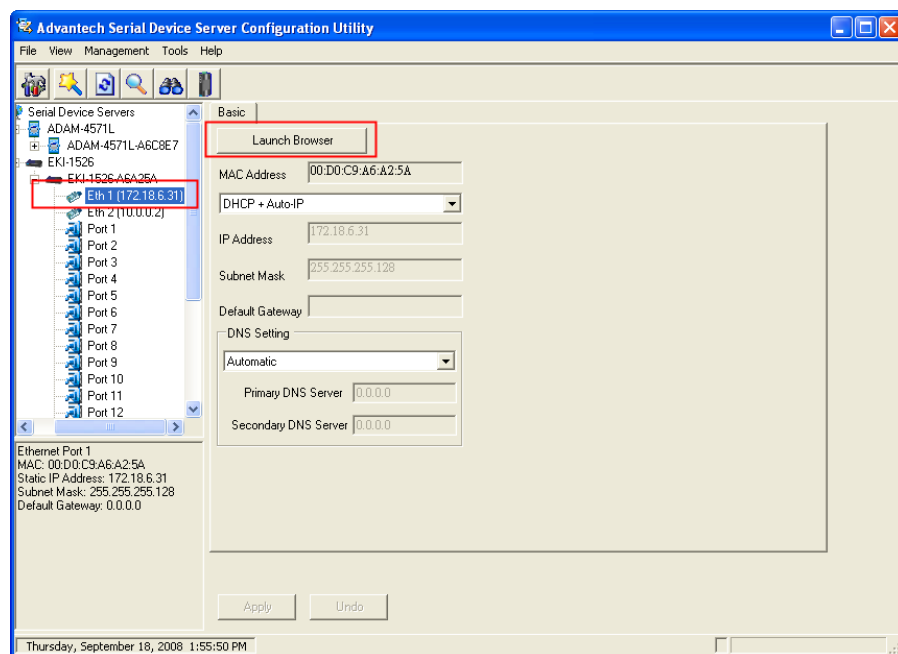 Advantech Serial Device Server Configuration Utility
File View Management Tools Help
Serial Device Servers
ADAM-4571L
ADAM-4571L-A6C8E7
EKI-1526
EKI-1526-A6A25A
Eth 1 (172.18.6.31)
Eth 2 (10.0.0.2)
Port 1
Port 2
Port 3
Port 4
Port 5
Port 6
Port 7
Port 8
Port 9
Port 10
Port 11
Port 12
Ethernet Port 1
MAC: 00:D0:C9:A6:A2:5A
Static IP Address: 172.18.6.31
Subnet Mask: 255.255.255.128
Default Gateway: 0.0.0.0
Basic
Launch Browser
MAC Address 00:D0:C9:A6:A2:5A
DHCP + Auto-IP
IP Address 172.18.6.31
Subnet Mask 255.255.255.128
Default Gateway
DNS Setting
Automatic
Primary DNS Server 0.0.0.0
Secondary DNS Server 0.0.0.0
Apply Undo
Thursday, September 18, 2008 1:55:50 PM